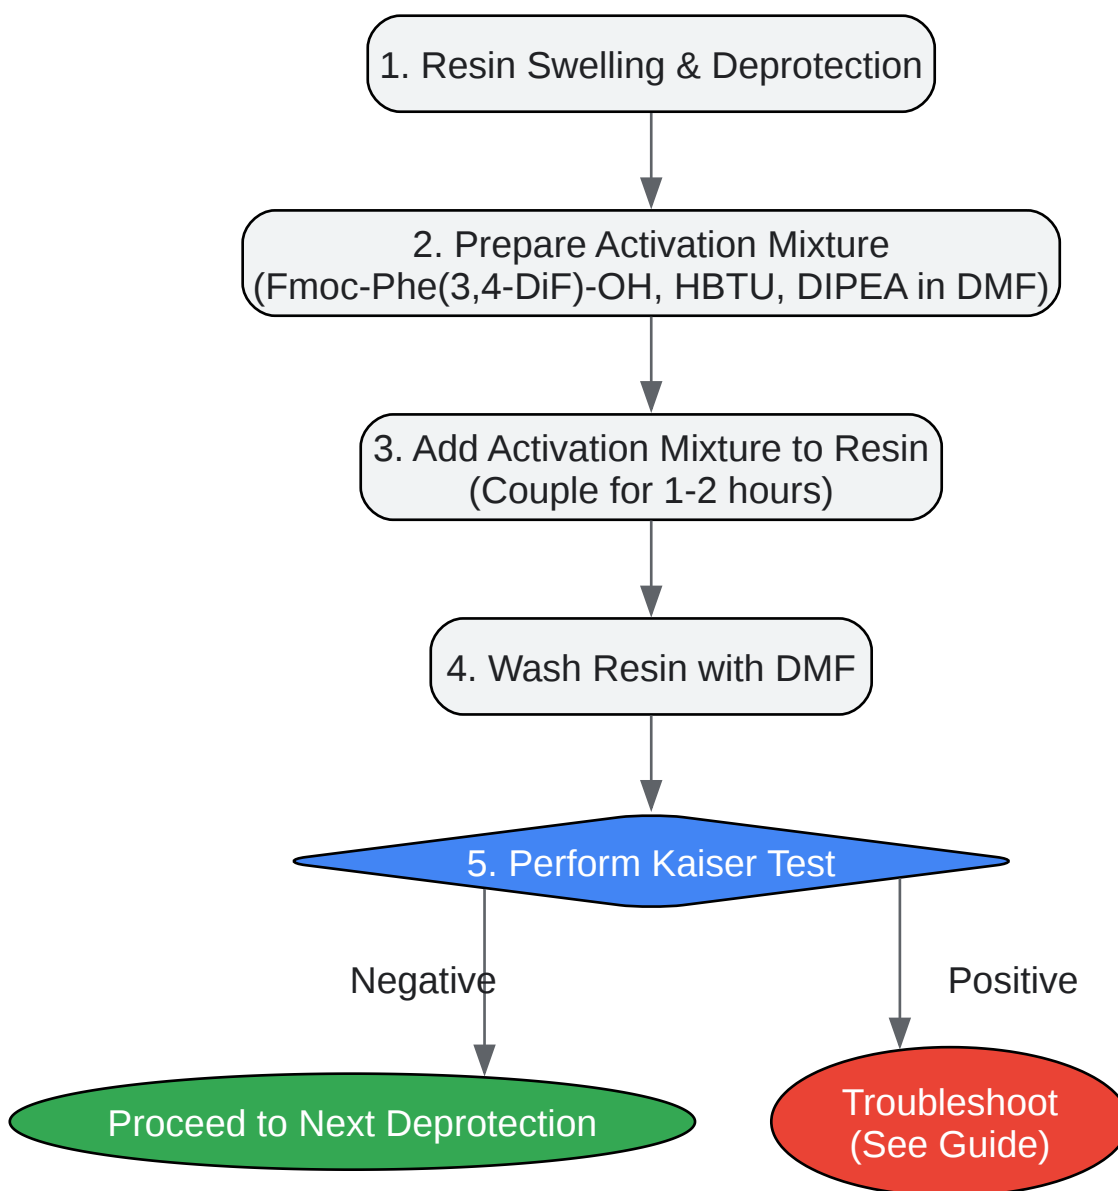 1. Resin Swelling & Deprotection
2. Prepare Activation Mixture
(Fmoc-Phe(3,4-DiF)-OH, HBTU, DIPEA in DMF)
3. Add Activation Mixture to Resin
(Couple for 1-2 hours)
4. Wash Resin with DMF
5. Perform Kaiser Test
Negative
Positive
Proceed to Next Deprotection
Troubleshoot
(See Guide)